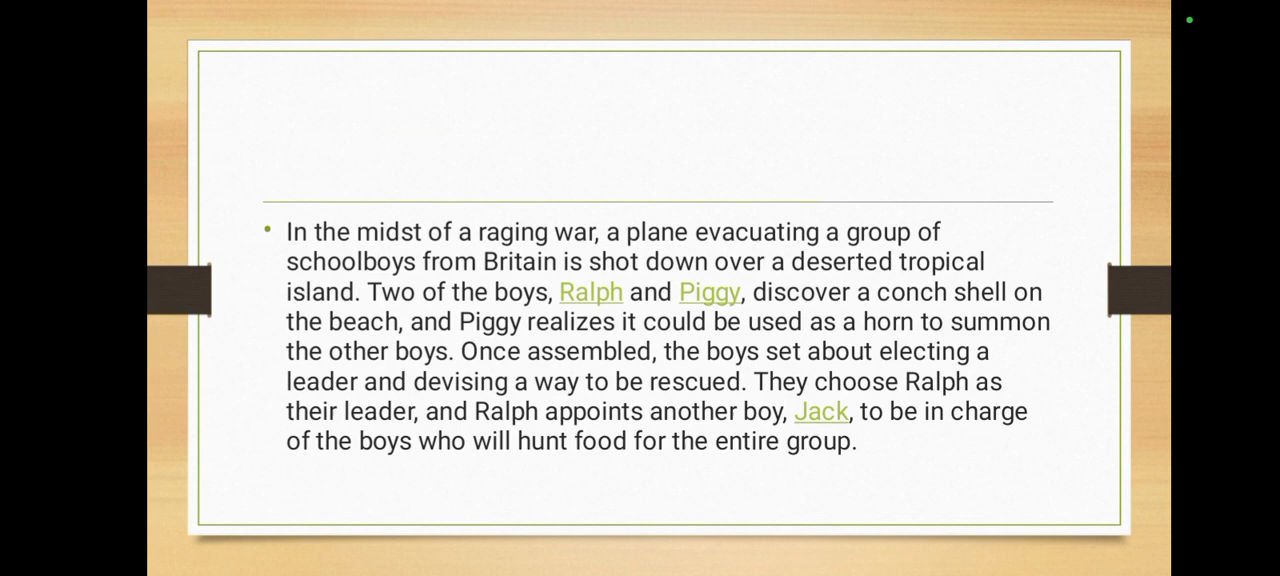 • In the midst of a raging war, a plane evacuating a group of
schoolboys from Britain is shot down over a deserted tropical
island. Two of the boys, Ralph and Piggy, discover a conch shell on
the beach, and Piggy realizes it could be used as a horn to summon
the other boys. Once assembled, the boys set about electing a
leader and devising a way to be rescued. They choose Ralph as
their leader, and Ralph appoints another boy, Jack, to be in charge
of the boys who will hunt food for the entire group.